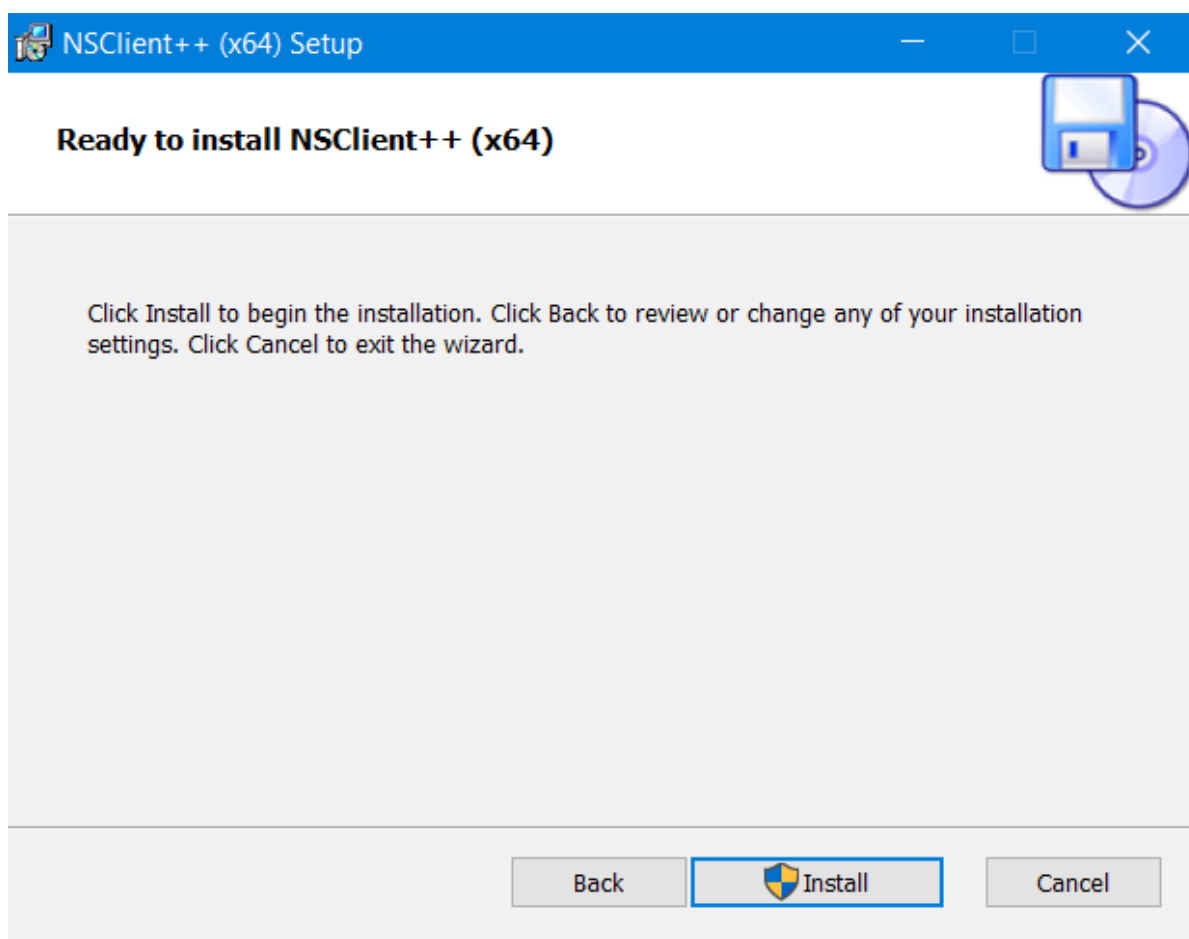 NSClient++ (x64) Setup
Ready to install NSClient++ (x64)
Click Install to begin the installation. Click Back to review or change any of your installation
settings. Click Cancel to exit the wizard.
Back
Install
Cancel